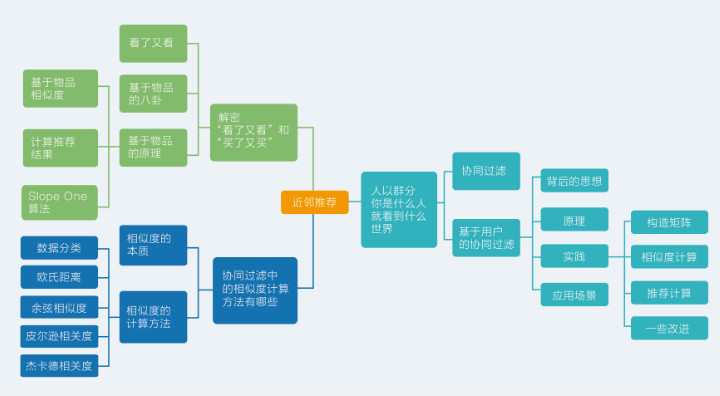 近邻推荐
人以群分
你是什么人
就看到什么
世界
协同过滤
基于用户
的协同过滤
背后的思想
原理
实践
应用场景
构造矩阵
相似度计算
推荐计算
一些改进
解密
“看了又看”和
“买了又买”
看了又看
基于物品
的八卦
基于物品
的原理
基于物品
相似度
计算推荐
结果
Slope One
算法
协同过滤中
的相似度计算
方法有哪些
相似度的
本质
相似度的
计算方法
数据分类
欧氏距离
余弦相似度
皮尔逊相关度
杰卡德相关度